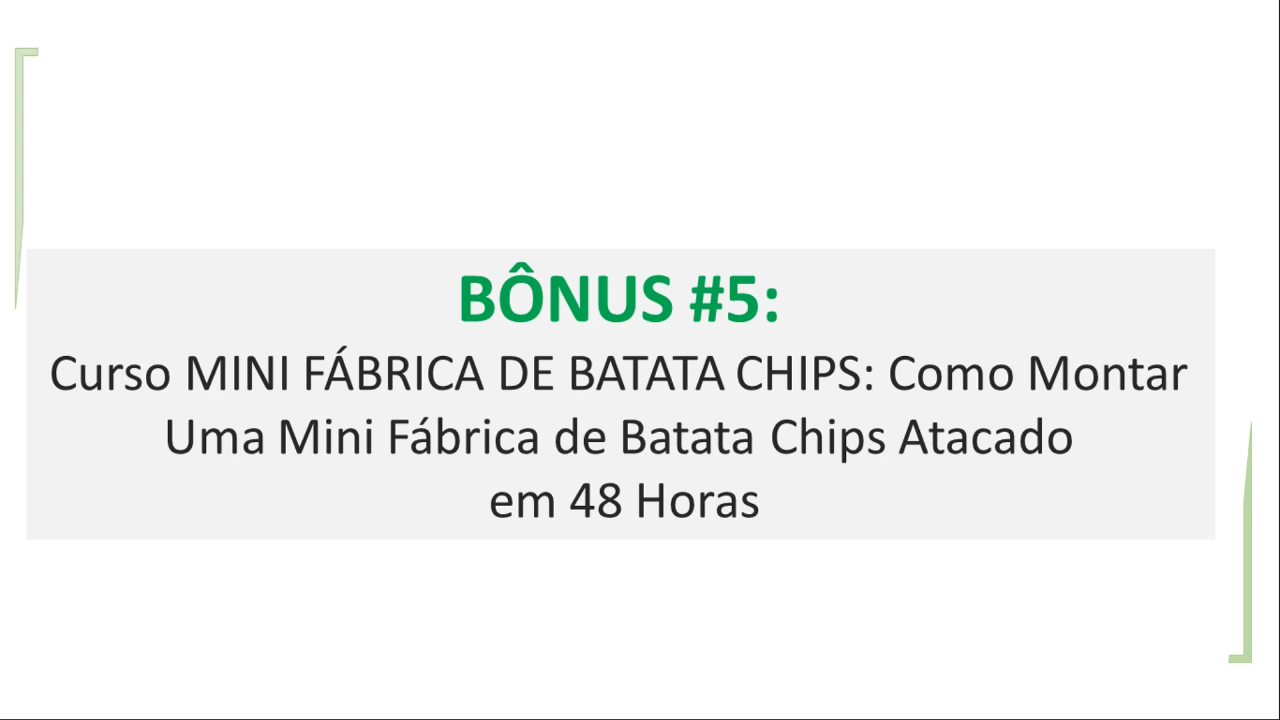 BÔNUS #5:
Curso MINI FÁBRICA DE BATATA CHIPS: Como Montar
Uma Mini Fábrica de Batata Chips Atacado
em 48 Horas